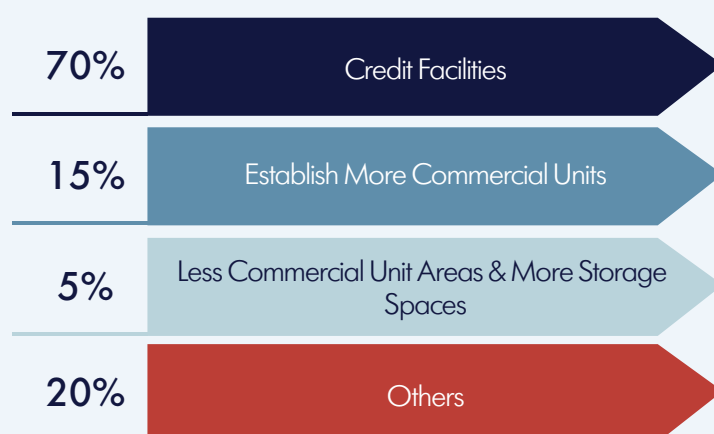 70%
Credit Facilities
15%
Establish More Commercial Units
5%
Less Commercial Unit Areas & More Storage
Spaces
20%
Others